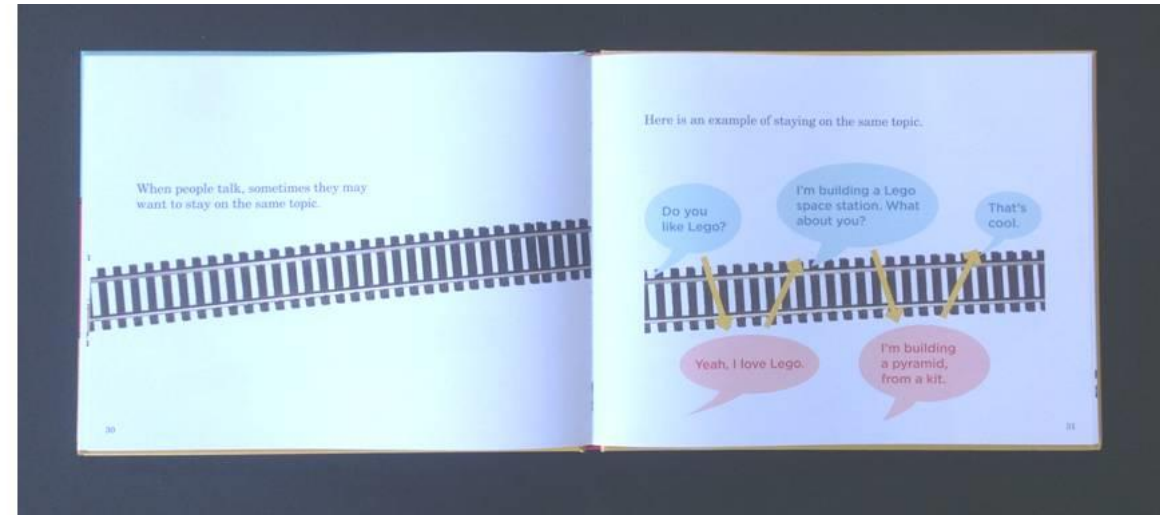 When people talk, sometimes they may
want to stay on the same topic.
30
Here is an example of staying on the same topic.
Do you
like Lego?
Yeah, I love Lego.
I'm building a Lego
space station. What
about you?
I'm building
a pyramid,
from a kit.
That's
cool.
31